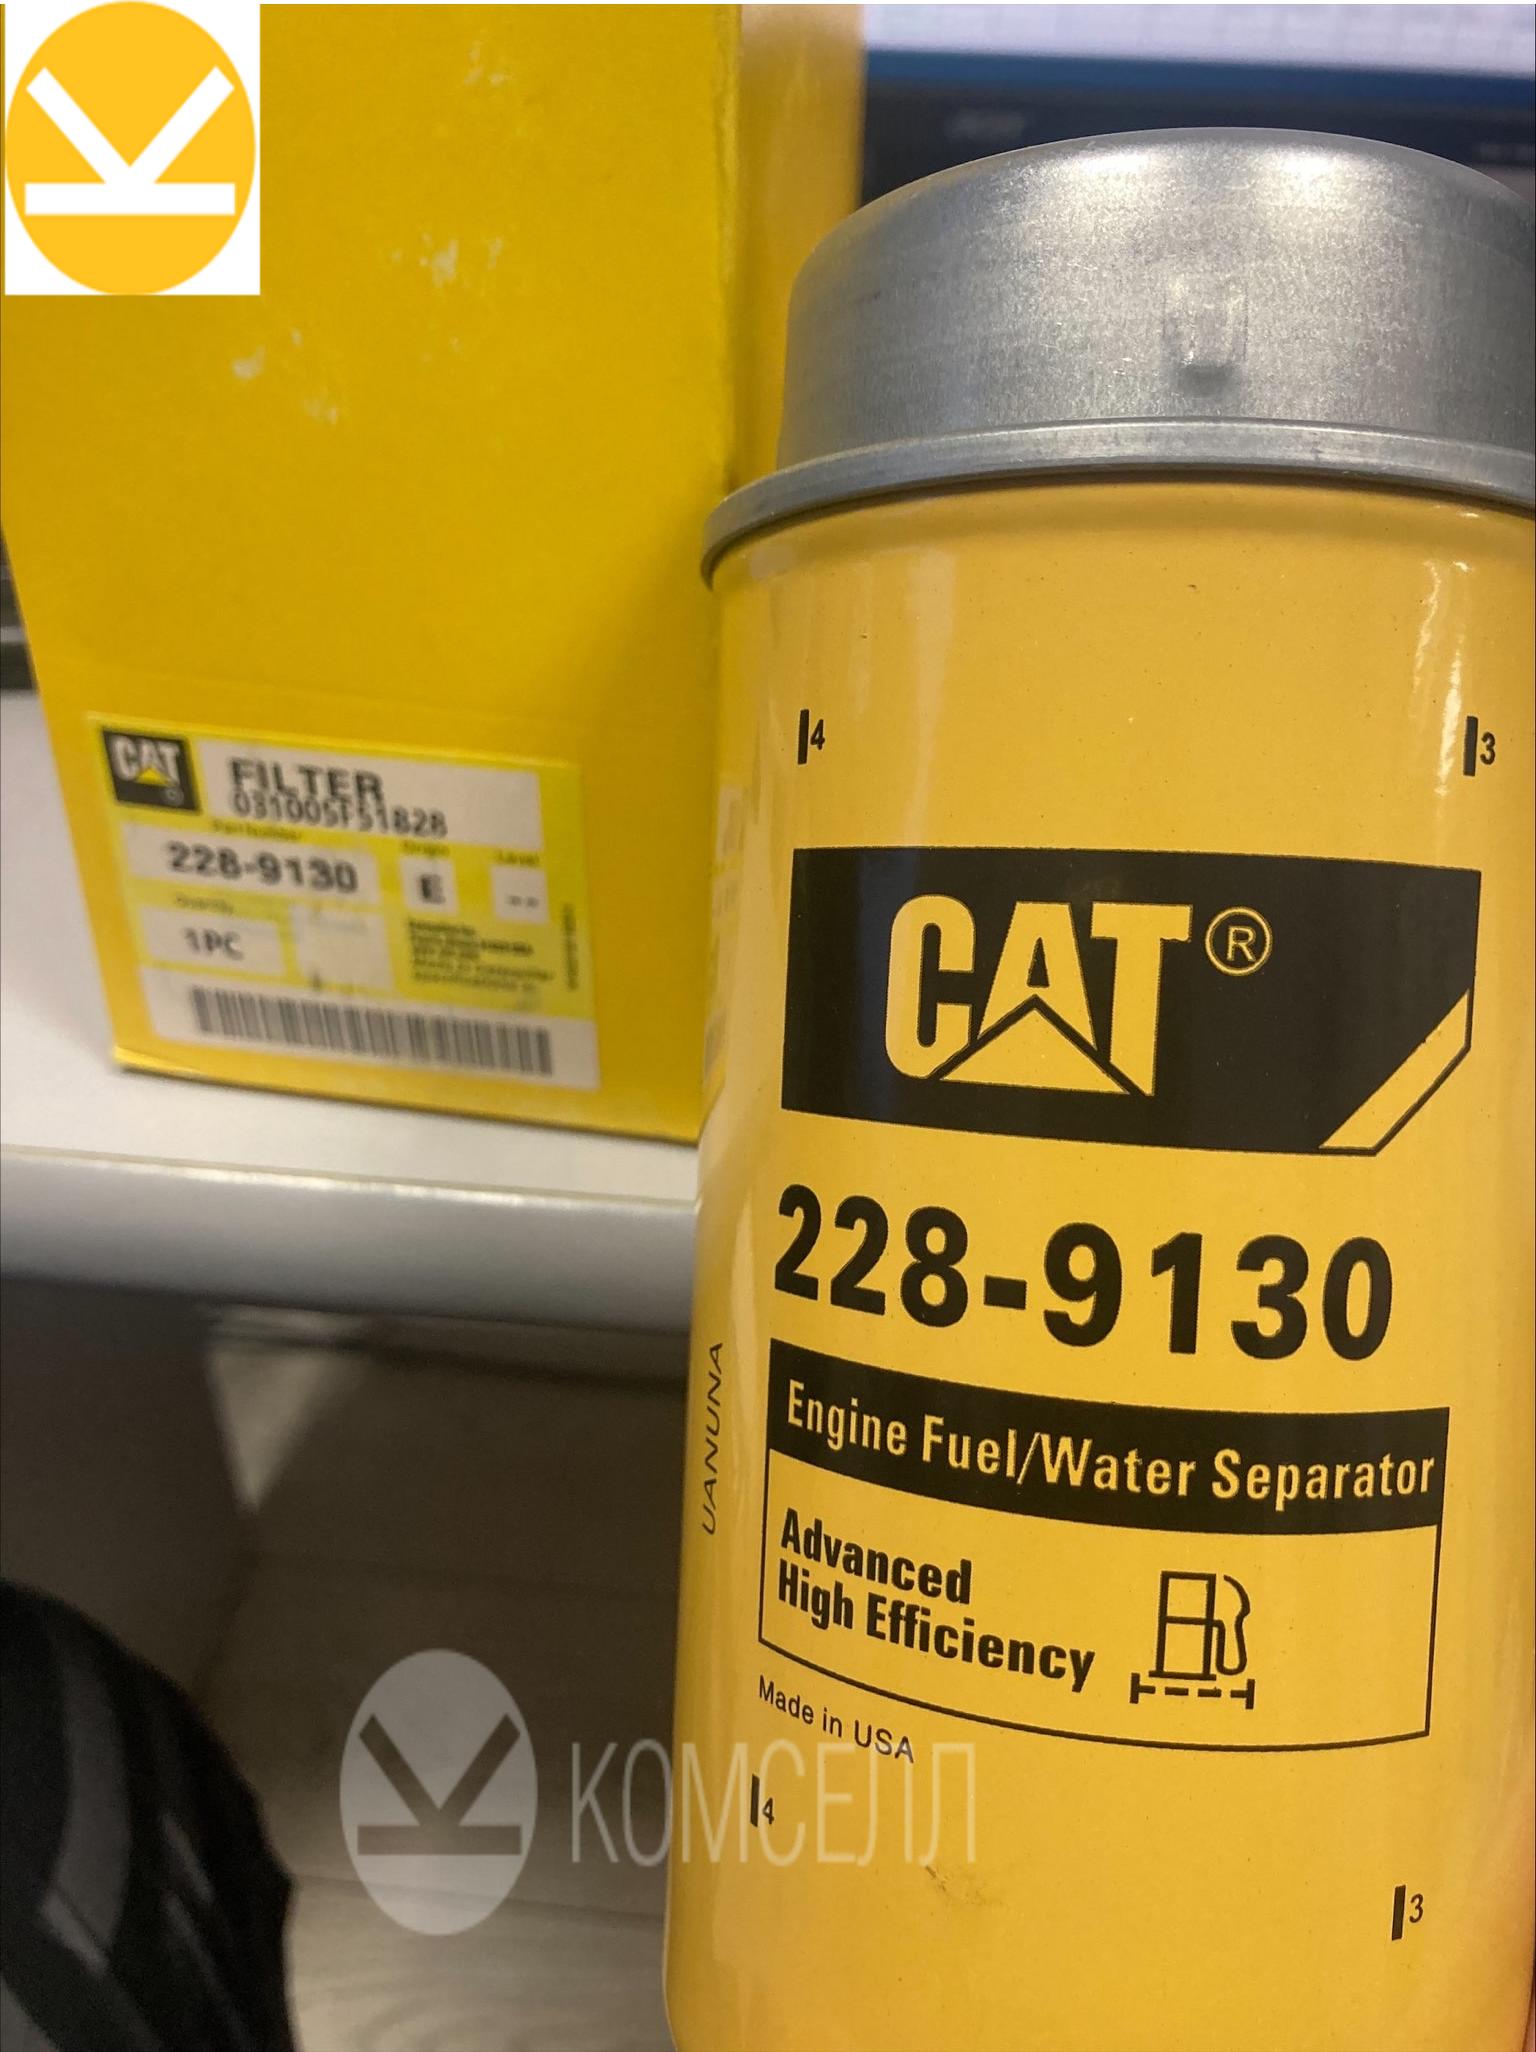 CAT
FILTER
031005F51828
228-9130
E
--
1PC
4
3
CAT®
228-9130
Engine Fuel/Water Separator
Advanced
High Efficiency
Made in USA
UANUNA
4
3
КОМСЕЛЛ